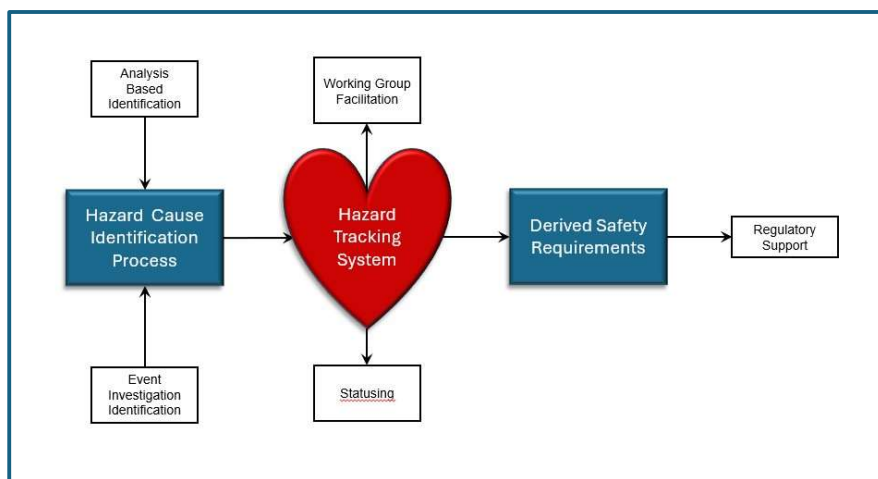 Analysis
Based
Identification
Working Group
Facilitation
Hazard Cause
Identification
Process
Hazard
Tracking
System
Derived Safety
Requirements
Regulatory
Support
Event
Investigation
Identification
Statusing